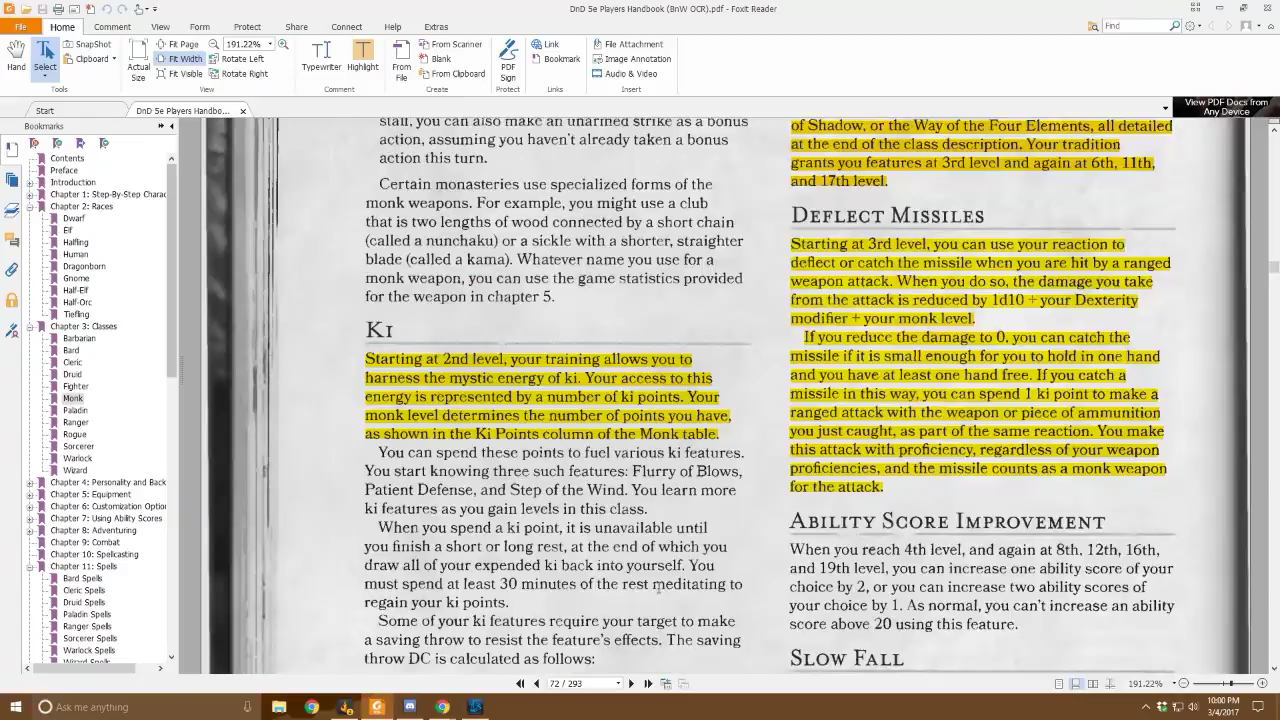 DnD 5e Players Handbook (BnW OCR).pdf - Foxit Reader
File Home Comment View Form Protect Share Connect Help Extras
Find
Hand
Select
SnapShot
Clipboard
Tools
Actual Size
Fit Page
Fit Width
Fit Visible
191.22%
Rotate Left
Rotate Right
View
Typewriter
Highlight
Comment
From File
From Scanner
Blank
From Clipboard
Create
PDF Sign
Protect
Link
Bookmark
Links
File Attachment
Image Annotation
Audio & Video
Insert
Start
DnD 5e Players Handbo...
View PDF Docs from
Any Device
Bookmarks
Contents
Preface
Introduction
Chapter 1: Step-By-Step Charac
Chapter 2: Races
Dwarf
Elf
Halfling
Human
Dragonborn
Gnome
Half-Elf
Half-Orc
Tiefling
Chapter 3: Classes
Barbarian
Bard
Cleric
Druid
Fighter
Monk
Paladin
Ranger
Rogue
Sorcerer
Warlock
Wizard
Chapter 4: Personality and Back
Chapter 5: Equipment
Chapter 6: Customization Option
Chapter 7: Using Ability Scores
Chapter 8: Adventuring
Chapter 9: Combat
Chapter 10: Spellcasting
Chapter 11: Spells
Bard Spells
Cleric Spells
Druid Spells
Paladin Spells
Ranger Spells
Sorcerer Spells
Warlock Spells
Wizard Spells
stall, you can also make an unarmed strike as a bonus
action, assuming you haven't already taken a bonus
action this turn.
Certain monasteries use specialized forms of the
monk weapons. For example, you might use a club
that is two lengths of wood connected by a short chain
(called a nunchaku) or a sickle with a shorter, straighter
blade (called a kama). Whatever name you use for a
monk weapon, you can use the game statistics provided
for the weapon in chapter 5.
KI
Starting at 2nd level, your training allows you to
harness the mystic energy of ki. Your access to this
energy is represented by a number of ki points. Your
monk level determines the number of points you have,
as shown in the Ki Points column of the Monk table.
You can spend these points to fuel various ki features.
You start knowing three such features: Flurry of Blows,
Patient Defense, and Step of the Wind. You learn more
ki features as you gain levels in this class.
When you spend a ki point, it is unavailable until
you finish a short or long rest, at the end of which you
draw all of your expended ki back into yourself. You
must spend at least 30 minutes of the rest meditating to
regain your ki points.
Some of your ki features require your target to make
a saving throw to resist the feature's effects. The saving
throw DC is calculated as follows:
of Shadow, or the Way of the Four Elements, all detailed
at the end of the class description. Your tradition
grants you features at 3rd level and again at 6th, 11th,
and 17th level.
DEFLECT MISSILES
Starting at 3rd level, you can use your reaction to
deflect or catch the missile when you are hit by a ranged
weapon attack. When you do so, the damage you take
from the attack is reduced by 1d10 + your Dexterity
modifier + your monk level.
If you reduce the damage to 0, you can catch the
missile if it is small enough for you to hold in one hand
and you have at least one hand free. If you catch a
missile in this way, you can spend 1 ki point to make a
ranged attack with the weapon or piece of ammunition
you just caught, as part of the same reaction. You make
this attack with proficiency, regardless of your weapon
proficiencies, and the missile counts as a monk weapon
for the attack.
ABILITY SCORE IMPROVEMENT
When you reach 4th level, and again at 8th, 12th, 16th,
and 19th level, you can increase one ability score of your
choice by 2, or you can increase two ability scores of
your choice by 1. As normal, you can't increase an ability
score above 20 using this feature.
SLOW FALL
72 / 293
191.22%
Ask me anything
10:00 PM
3/4/2017